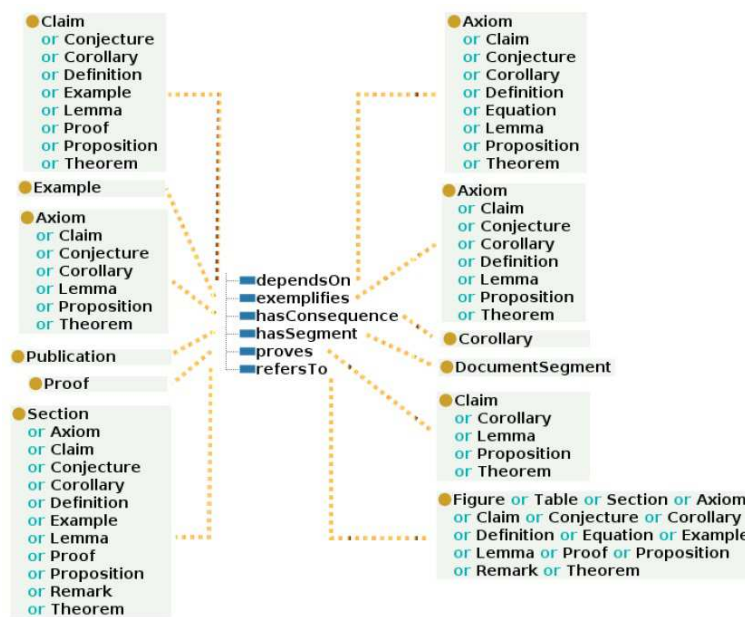 Claim
or Conjecture
or Corollary
or Definition
or Example
or Lemma
or Proof
or Proposition
or Theorem
Example
Axiom
or Claim
or Conjecture
or Corollary
or Lemma
or Proposition
or Theorem
Publication
Proof
Section
or Axiom
or Claim
or Conjecture
or Corollary
or Definition
or Example
or Lemma
or Proof
or Proposition
or Remark
or Theorem
dependsOn
exemplifies
hasConsequence
hasSegment
proves
refersTo
Axiom
or Claim
or Conjecture
or Corollary
or Definition
or Equation
or Lemma
or Proposition
or Theorem
Axiom
or Claim
or Conjecture
or Corollary
or Definition
or Lemma
or Proposition
or Theorem
Corollary
DocumentSegment
Claim
or Corollary
or Lemma
or Proposition
or Theorem
Figure or Table or Section or Axiom
or Claim or Conjecture or Corollary
or Definition or Equation or Example
or Lemma or Proof or Proposition
or Remark or Theorem